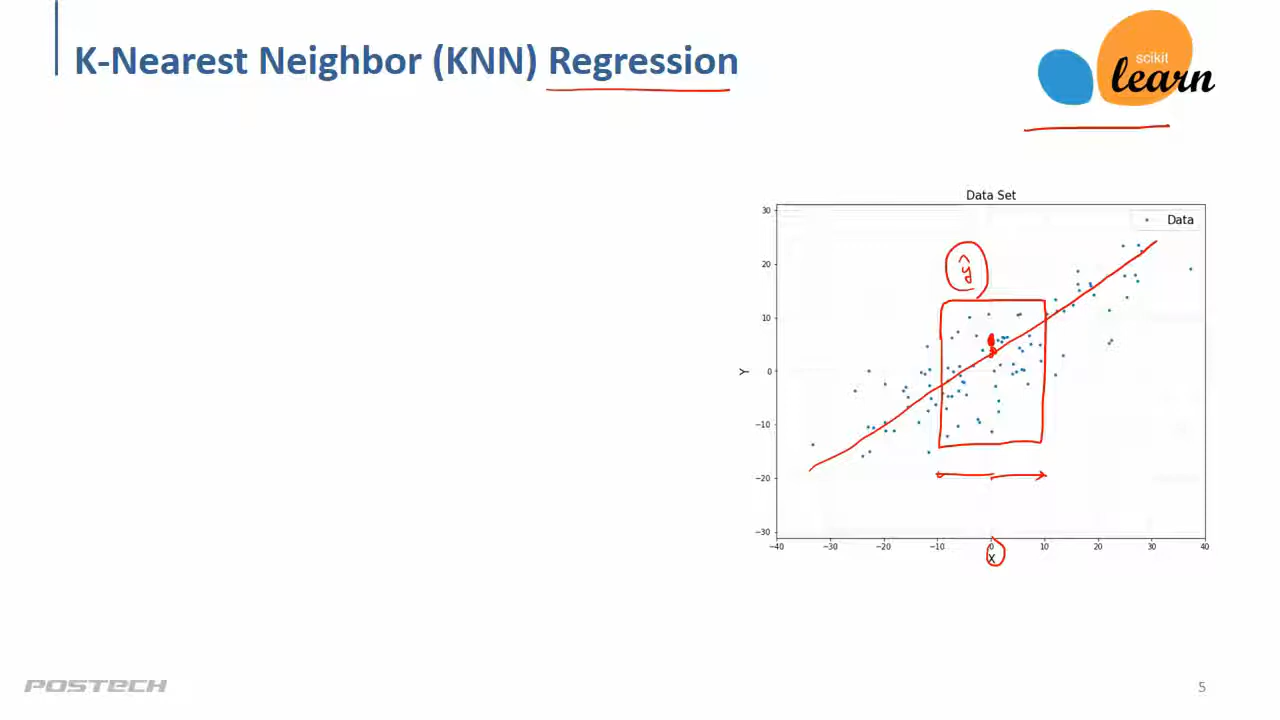 K-Nearest Neighbor (KNN) Regression
scikit
learn
Data Set
Data
ŷ
30
20
10
0
−10
−20
−30
Y
−40
−30
−20
−10
0
10
20
30
40
X
POSTECH
5